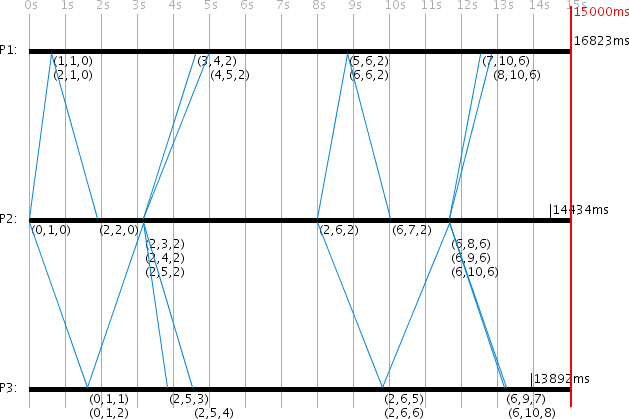 0s 1s 2s 3s 4s 5s 6s 7s 8s 9s 10s 11s 12s 13s 14s 15s
15000ms
P1: 16823ms
(1,1,0) (3,4,2) (5,6,2) (7,10,6)
(2,1,0) (4,5,2) (6,6,2) (8,10,6)
P2: 14434ms
(0,1,0) (2,2,0) (2,6,2) (6,7,2)
(2,3,2) (6,8,6)
(2,4,2) (6,9,6)
(2,5,2) (6,10,6)
P3: 13892ms
(0,1,1) (2,5,3) (2,6,5) (6,9,7)
(0,1,2) (2,5,4) (2,6,6) (6,10,8)